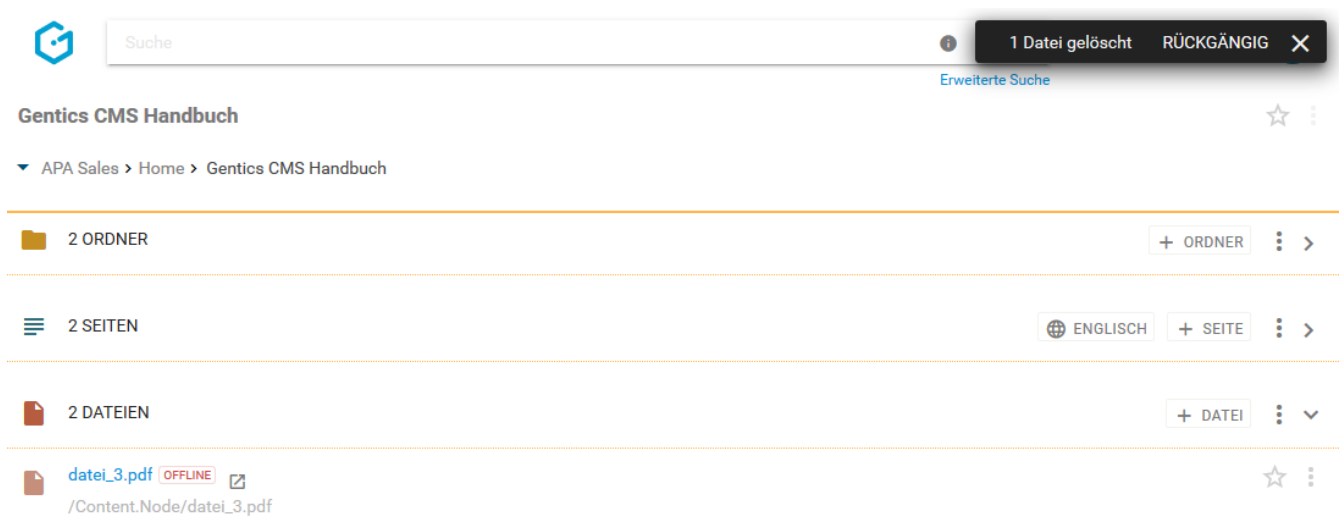 Suche
1 Datei gelöscht RÜCKGÄNGIG
Erweiterte Suche
Gentics CMS Handbuch
APA Sales > Home > Gentics CMS Handbuch
2 ORDNER + ORDNER
2 SEITEN ENGLISCH + SEITE
2 DATEIEN + DATEI
datei_3.pdf OFFLINE
/Content.Node/datei_3.pdf